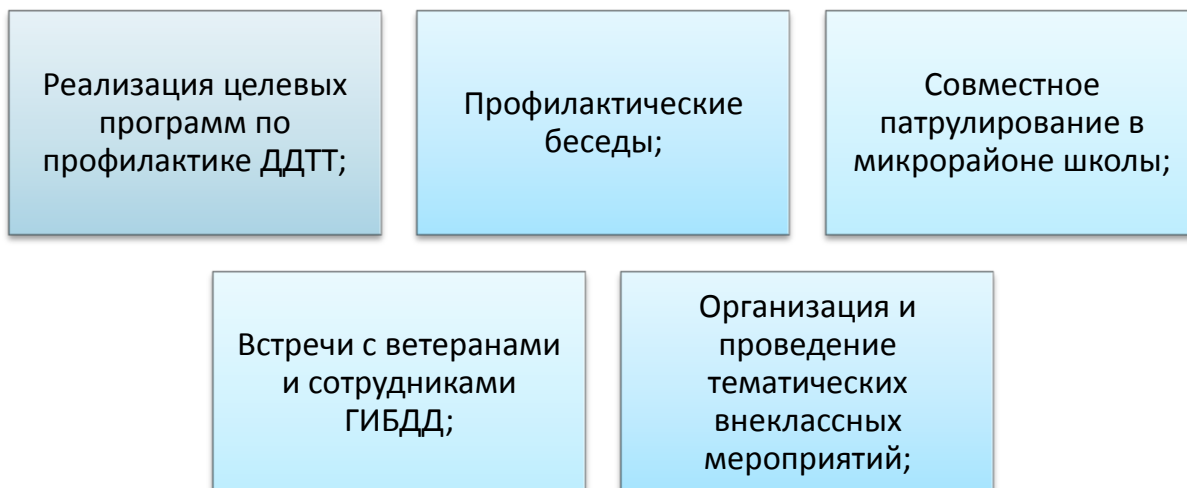 Реализация целевых
программ по
профилактике ДДТТ;
Профилактические
беседы;
Совместное
патрулирование в
микрорайоне школы;
Встречи с ветеранами
и сотрудниками
ГИБДД;
Организация и
проведение
тематических
внеклассных
мероприятий;